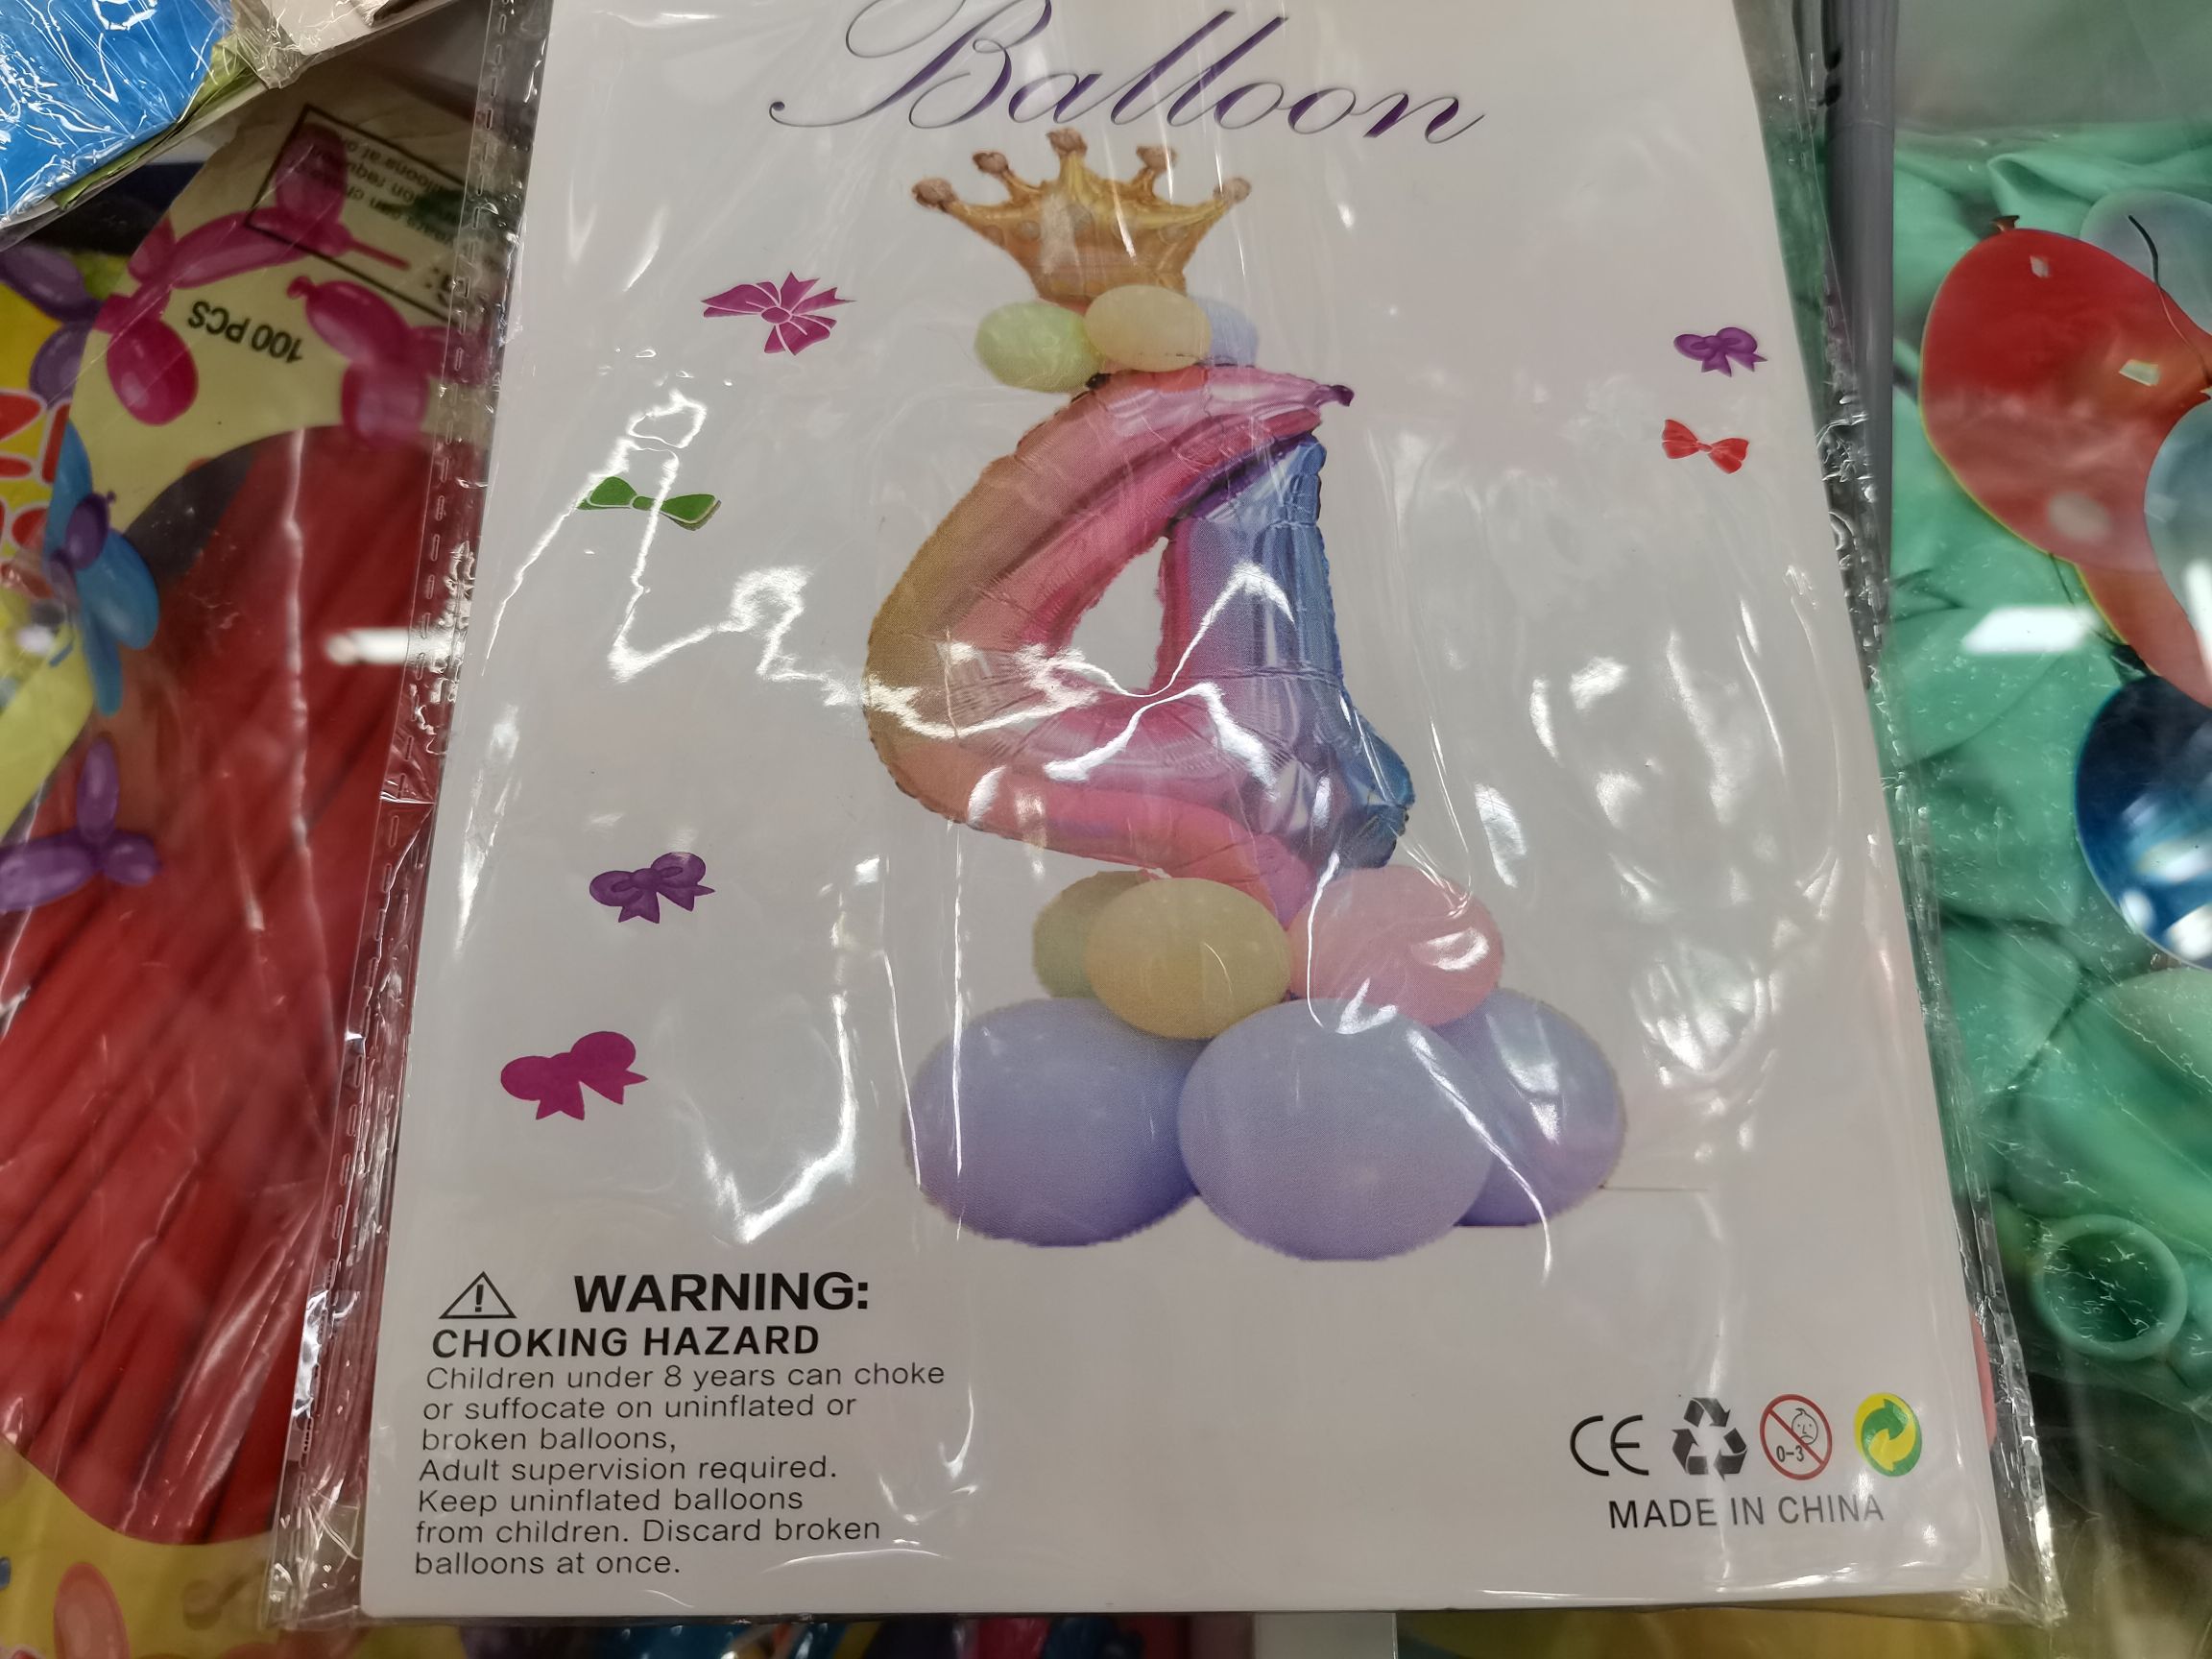 Balloon
100 PCS
4
WARNING:
CHOKING HAZARD
Children under 8 years can choke
or suffocate on uninflated or
broken balloons,
Adult supervision required.
Keep uninflated balloons
from children. Discard broken
balloons at once.
CE
0-3
MADE IN CHINA